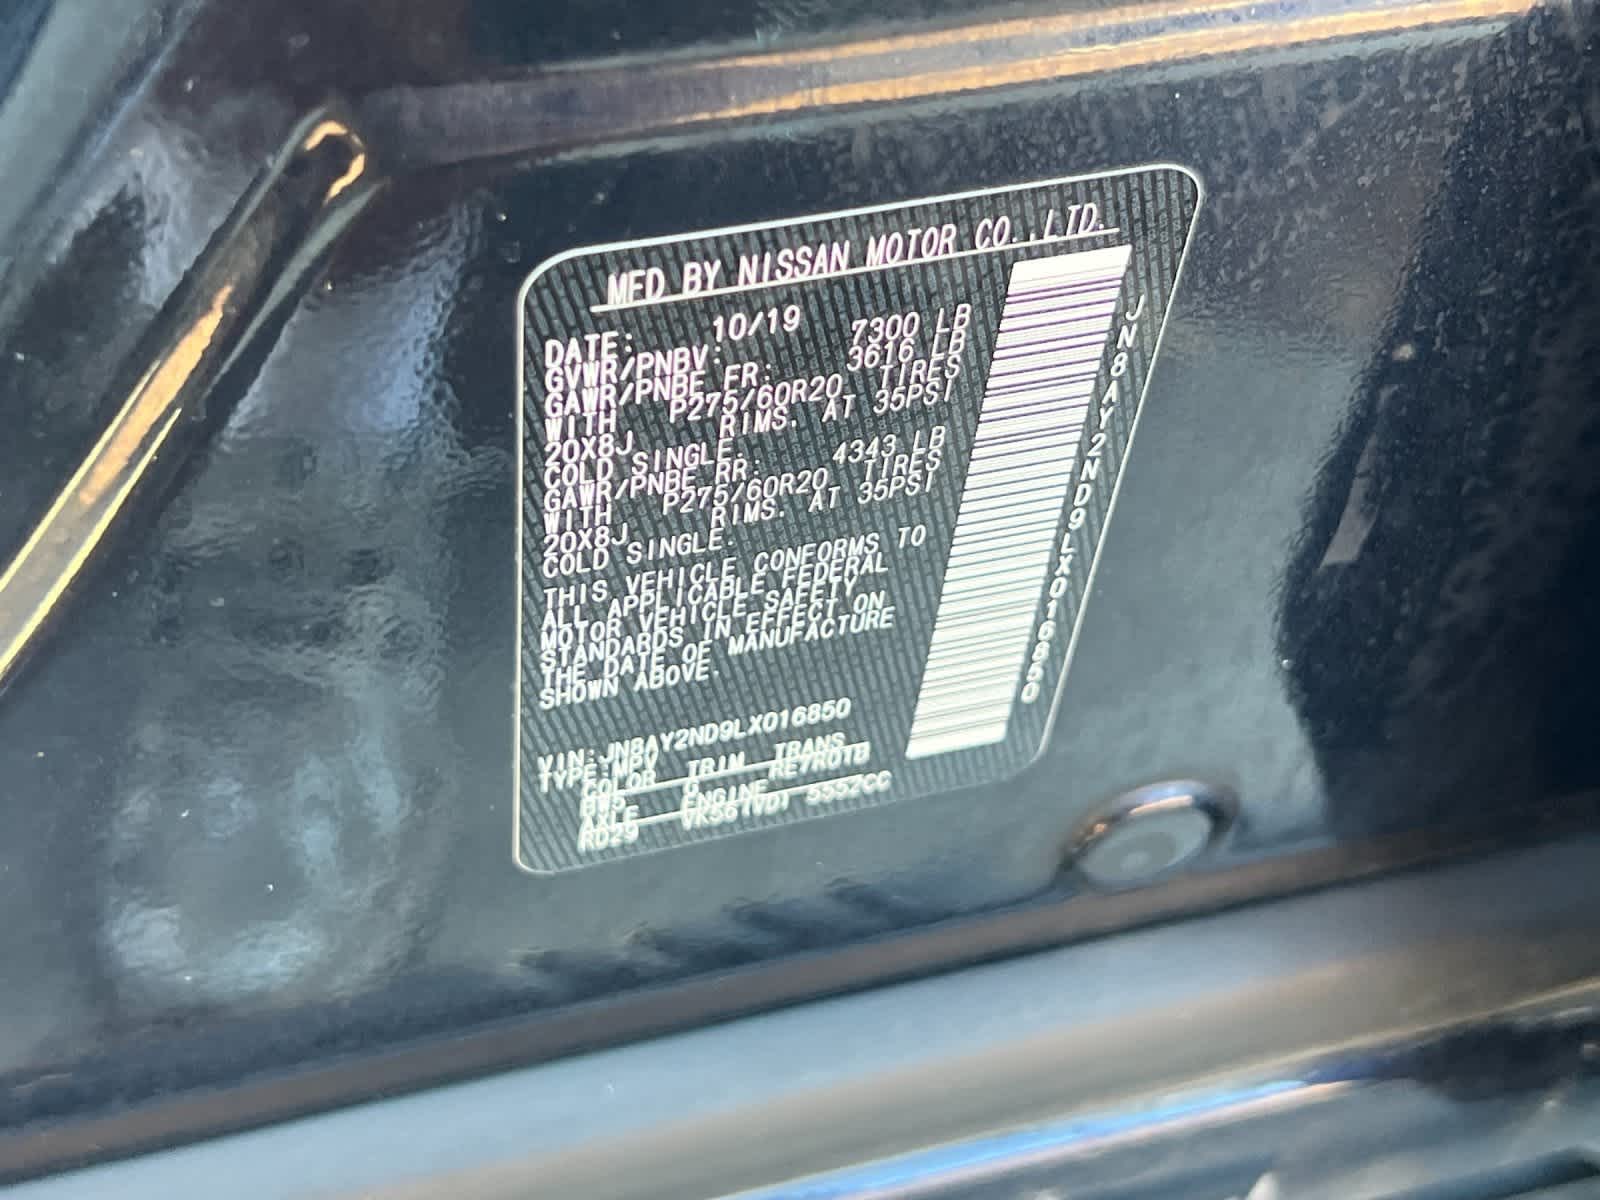 MFD BY NISSAN MOTOR CO.,LTD.
DATE: 10/19
GVWR/PNBV: 7300 LB
GAWR/PNBE FR: 3616 LB
WITH P275/60R20 TIRES
20X8J RIMS. AT 35PSI
COLD SINGLE.
GAWR/PNBE RR: 4343 LB
WITH P275/60R20 TIRES
20X8J RIMS. AT 35PSI
COLD SINGLE.
THIS VEHICLE CONFORMS TO
ALL APPLICABLE FEDERAL
MOTOR VEHICLE SAFETY
STANDARDS IN EFFECT ON
THE DATE OF MANUFACTURE
SHOWN ABOVE.
VIN:JN8AY2ND9LX016850
TYPE:MPV
COLOR TRIM TRANS
BW5 G RE7R01B
AXLE ENGINE
RD29 VK56(VD) 5552CC
JN8AY2ND9LX016850